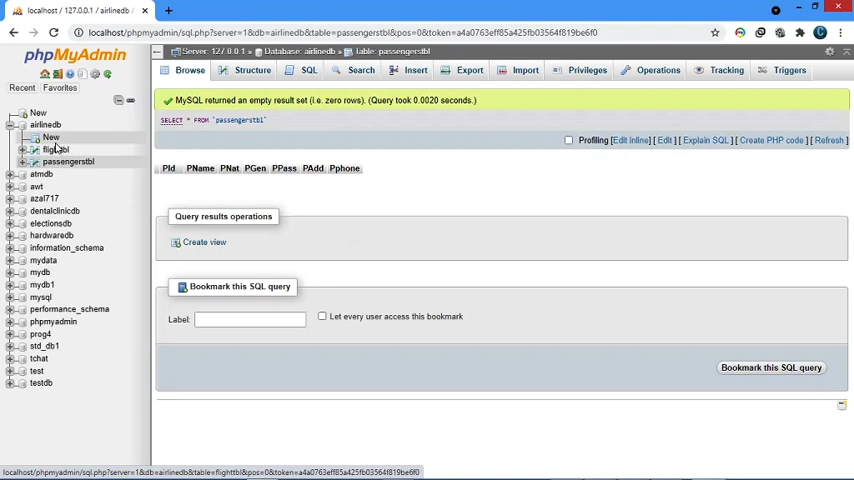 localhost / 127.0.0.1 / airlinedb /
localhost/phpmyadmin/sql.php?server=1&db=airlinedb&table=passengerstbl&pos=0&token=a4a0763eff85a425fb03564f819be6f0
C
phpMyAdmin
Server: 127.0.0.1 » Database: airlinedb » Table: passengerstbl
Browse Structure SQL Search Insert Export Import Privileges Operations Tracking Triggers
Recent Favorites
MySQL returned an empty result set (i.e. zero rows). (Query took 0.0020 seconds.)
SELECT * FROM `passengerstbl`
Profiling [Edit inline] [ Edit ] [ Explain SQL ] [ Create PHP code ] [ Refresh ]
PId PName PNat PGen PPass PAdd Pphone
Query results operations
Create view
Bookmark this SQL query
Label: Let every user access this bookmark
Bookmark this SQL query
New
airlinedb
New
passengerstbl
atmdb
awt
azal717
dentalclinicdb
electionsdb
hardwaredb
information_schema
mydata
mydb
mydb1
mysql
performance_schema
phpmyadmin
prog4
std_db1
tchat
test
testdb
localhost/phpmyadmin/sql.php?server=1&db=airlinedb&table=flighttbl&pos=0&token=a4a0763eff85a425fb03564f819be6f0